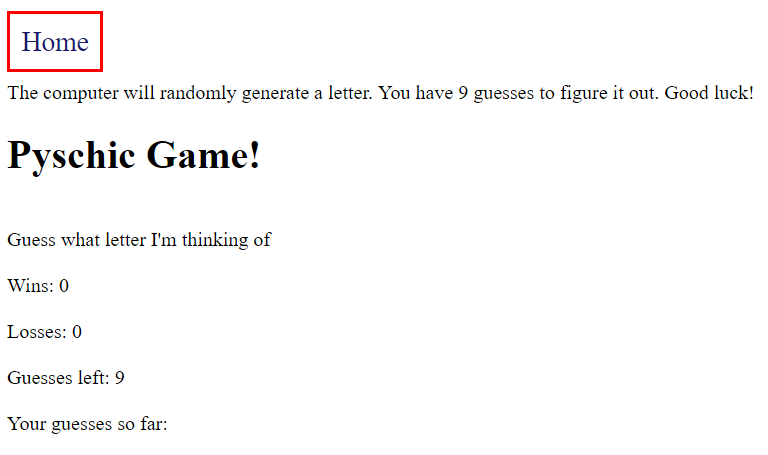 Home
The computer will randomly generate a letter. You have 9 guesses to figure it out. Good luck!
Pyschic Game!
Guess what letter I'm thinking of
Wins: 0
Losses: 0
Guesses left: 9
Your guesses so far: